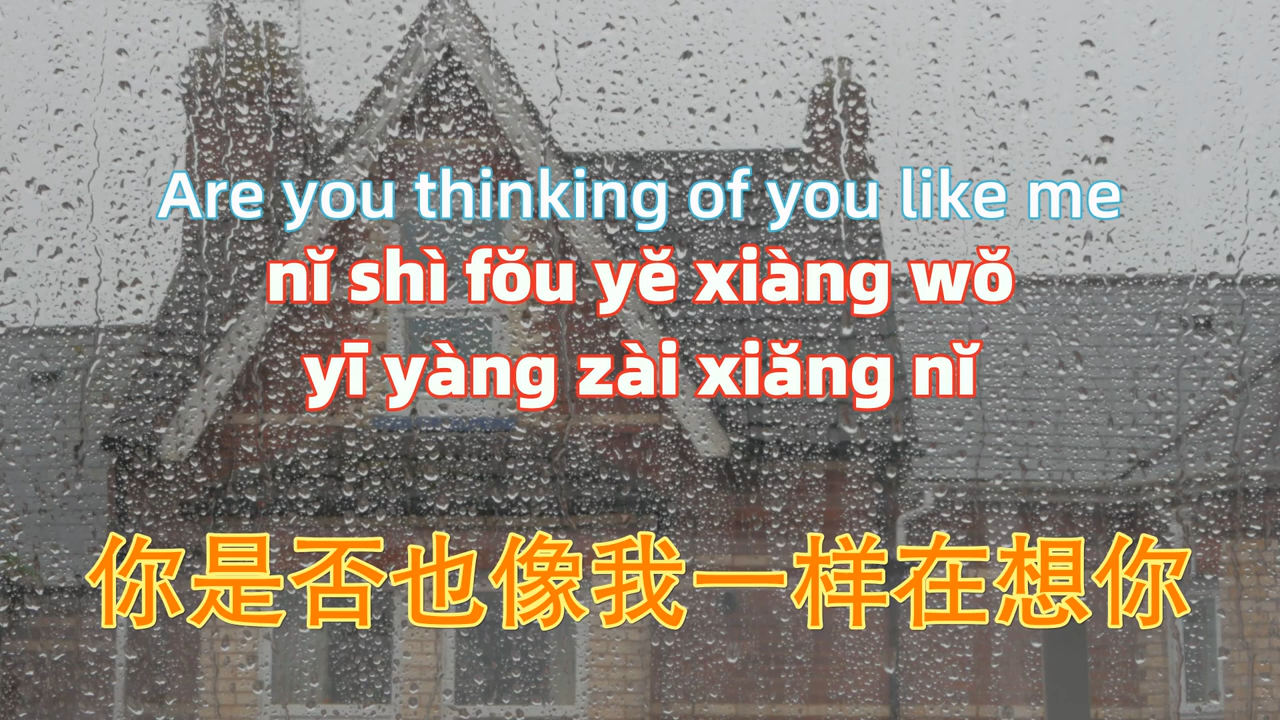 Are you thinking of you like me
nǐ shì fǒu yě xiàng wǒ
yī yàng zài xiǎng nǐ
你是否也像我一样在想你